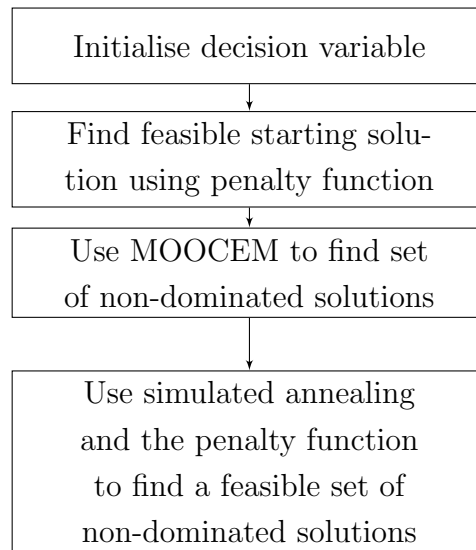 Initialise decision variable
Find feasible starting solu-
tion using penalty function
Use MOOCEM to find set
of non-dominated solutions
Use simulated annealing
and the penalty function
to find a feasible set of
non-dominated solutions